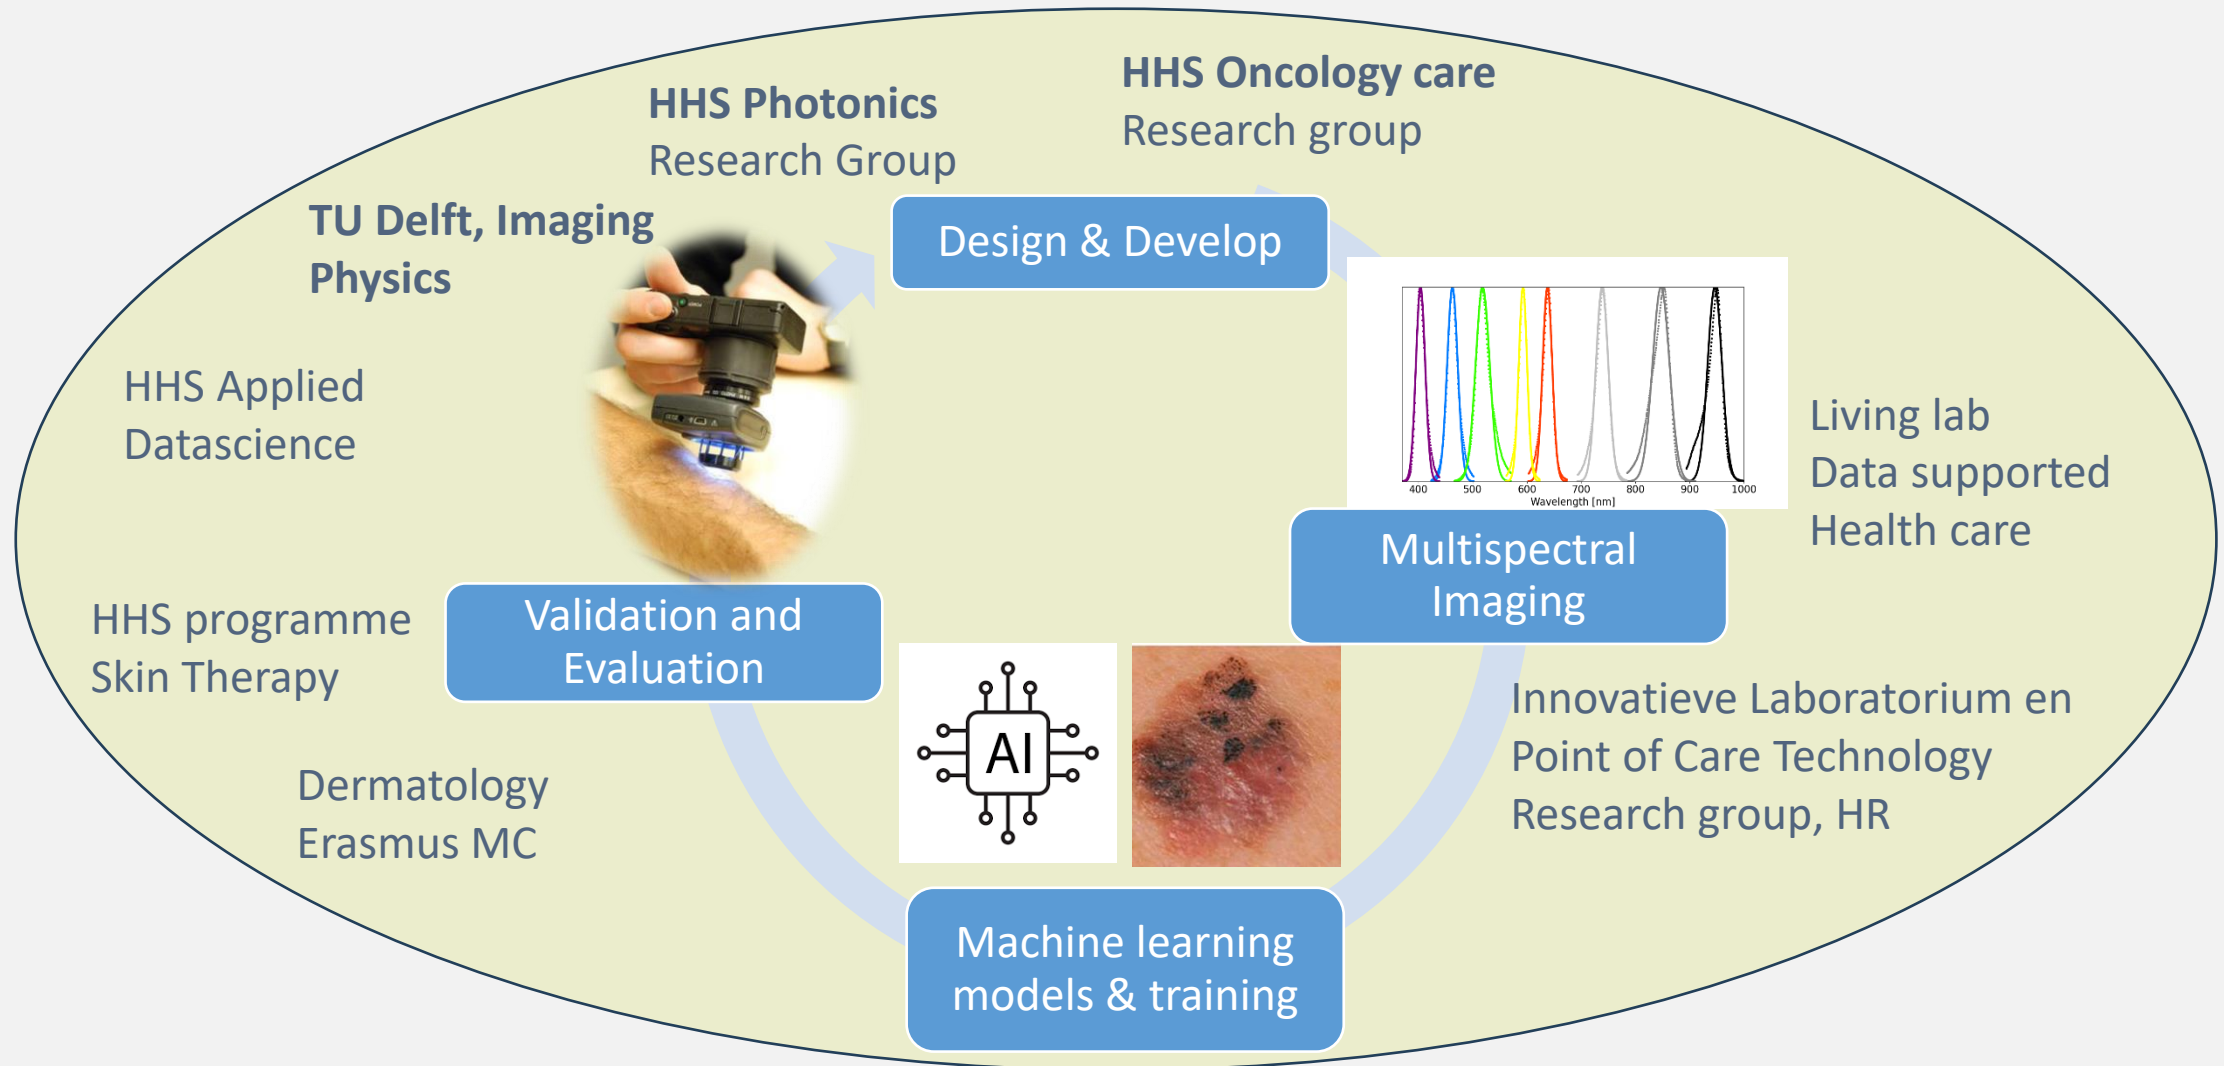 HHS Oncology care
Research group
HHS Photonics
Research Group
TU Delft, Imaging
Physics
Design & Develop
HHS Applied
Datascience
400 500 600 700 800 900 1000
Wavelength [nm]
Living lab
Data supported
Health care
Multispectral
Imaging
HHS programme
Skin Therapy
Validation and
Evaluation
AI
Innovatieve Laboratorium en
Point of Care Technology
Research group, HR
Dermatology
Erasmus MC
Machine learning
models & training